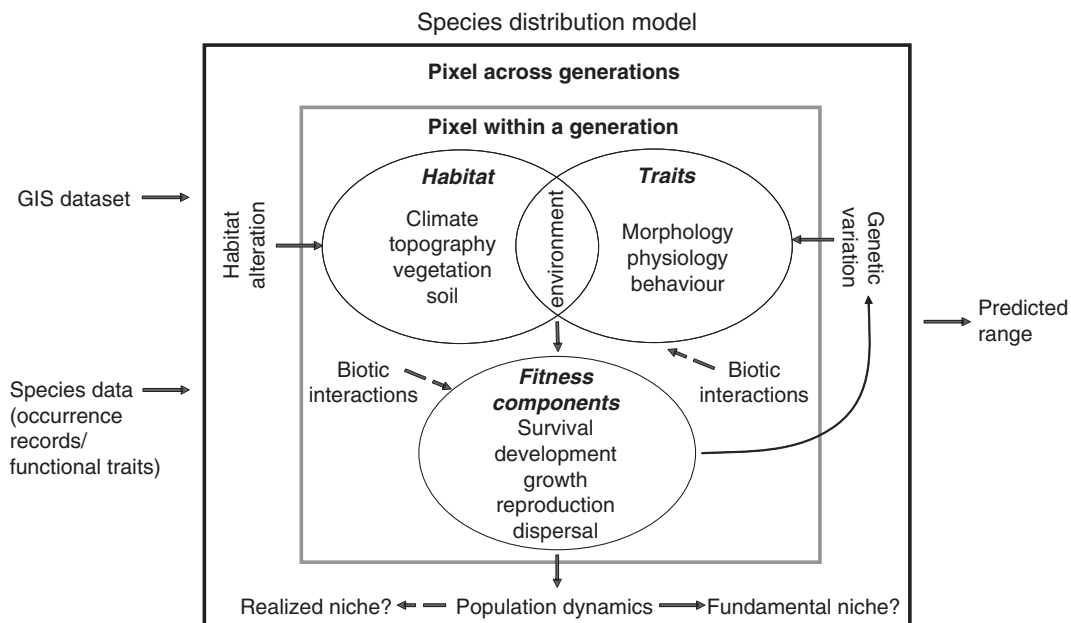 Species distribution model
Pixel across generations
Pixel within a generation
GIS dataset
Species data
(occurrence
records/
functional traits)
Habitat
alteration
Habitat
Climate
topography
vegetation
soil
environment
Traits
Morphology
physiology
behaviour
Genetic
variation
Biotic
interactions
Fitness
components
Survival
development
growth
reproduction
dispersal
Biotic
interactions
Predicted
range
Realized niche?
Population dynamics
Fundamental niche?